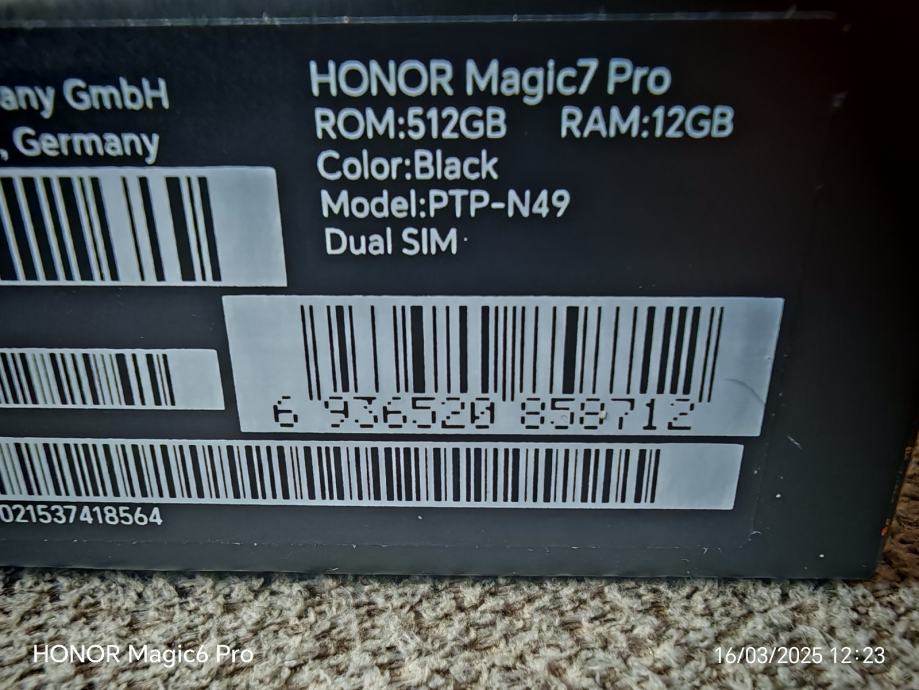 any GmbH
, Germany
HONOR Magic7 Pro
ROM:512GB RAM:12GB
Color:Black
Model:PTP-N49
Dual SIM
6 936520 858712
021537418564
HONOR Magic6 Pro
16/03/2025 12:23